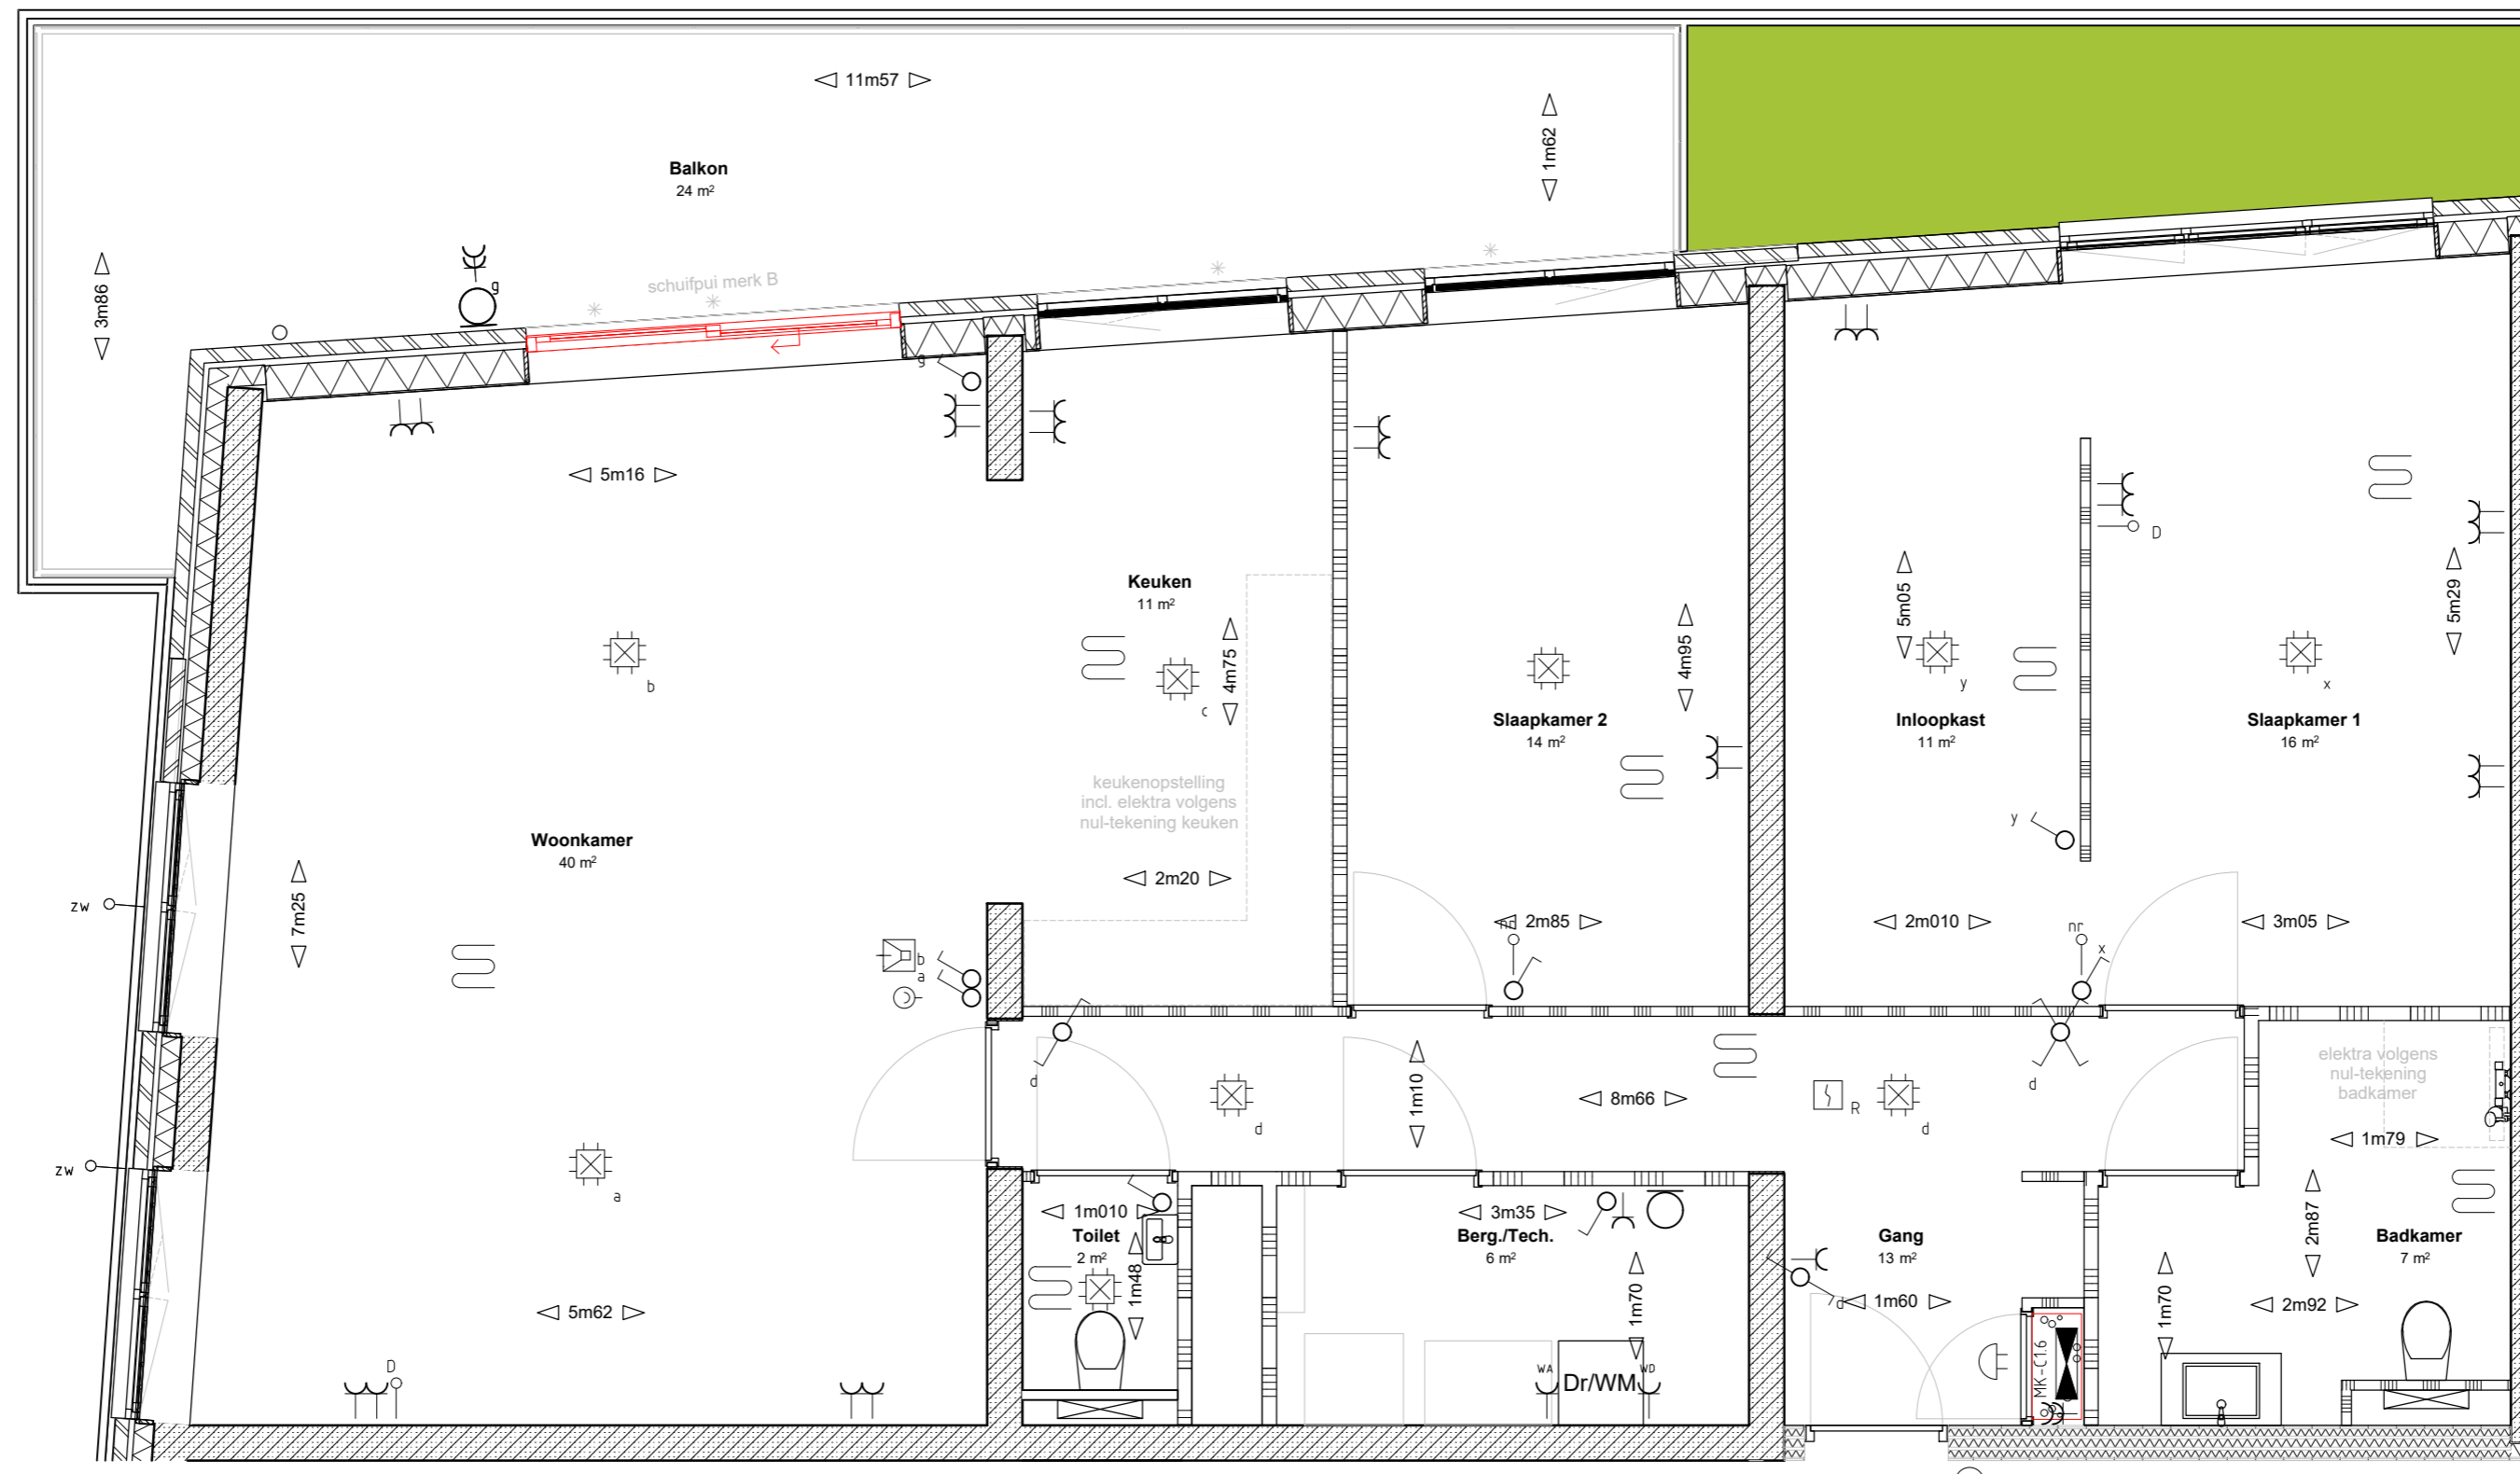 11m57
1m62
Balkon
24 m²
3m86
g
schuifpui merk B
g
5m16
D
Keuken
11 m²
5m05
5m29
4m75
4m95
b
c
y
x
Slaapkamer 2
14 m²
Inloopkast
11 m²
Slaapkamer 1
16 m²
keukenopstelling
incl. elektra volgens
nul-tekening keuken
y
Woonkamer
40 m²
2m20
7m25
zw
2m85
nr
2m010
nr
3m05
x
b
a
elektra volgens
nul-tekening
badkamer
d
1m10
8m66
R
d
d
d
1m79
zw
a
1m010
Toilet
2 m²
1m48
3m35
Berg./Tech.
6 m²
1m70
Gang
13 m²
2m87
Badkamer
7 m²
d
1m60
1m70
2m92
5m62
D
WA
Dr/WM
WD
MK-C1.6